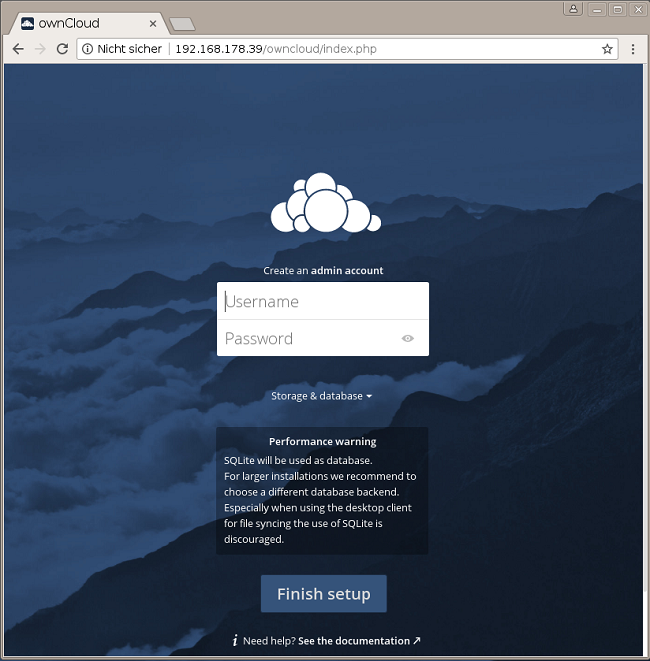 ownCloud
Nicht sicher 192.168.178.39/owncloud/index.php
Create an admin account
Username
Password
Storage & database
Performance warning
SQLite will be used as database.
For larger installations we recommend to
choose a different database backend.
Especially when using the desktop client
for file syncing the use of SQLite is
discouraged.
Finish setup
i Need help? See the documentation ↗